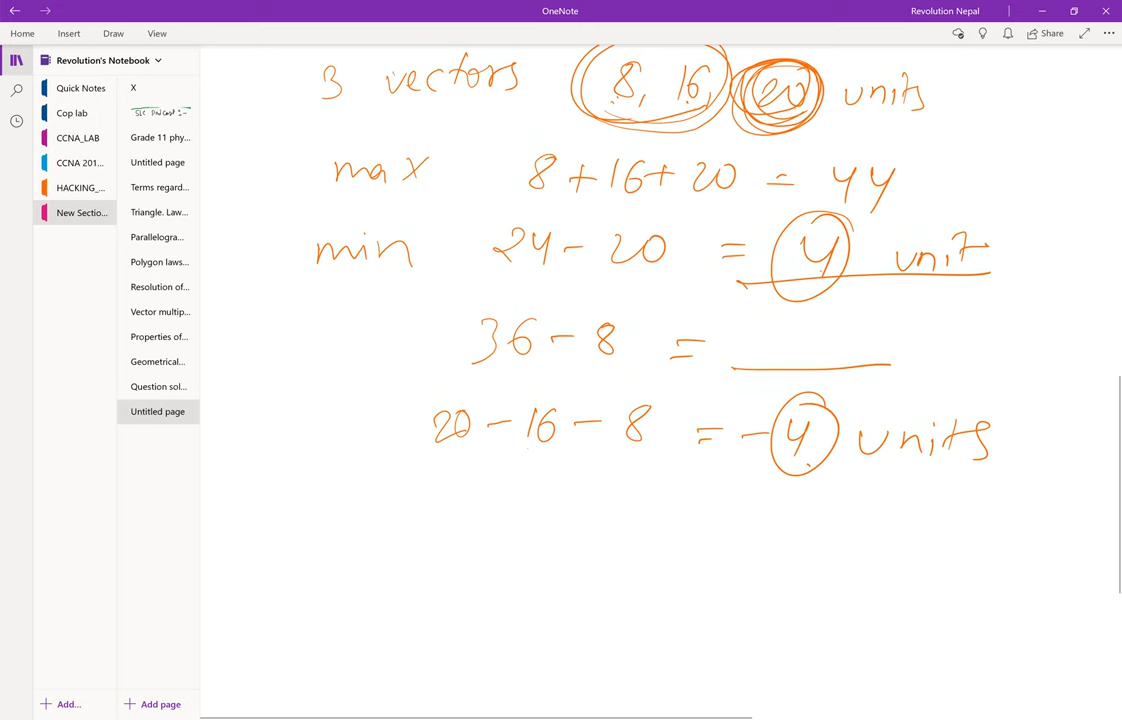 OneNote
Revolution Nepal
Home Insert Draw View
Share
Revolution's Notebook
Quick Notes
Cop lab
CCNA_LAB
CCNA 201...
HACKING_...
New Sectio...
X
Grade 11 phy...
Untitled page
Terms regard...
Triangle. Law...
Parallelogra...
Polygon laws...
Resolution of...
Vector multip...
Properties of...
Geometrical...
Question sol...
Untitled page
Add...
Add page
3 vectors 8, 16, 20 units
max 8+16+20 = 44
min 24 - 20 = 4 unit
36 - 8 =
20 - 16 - 8 = -4 units